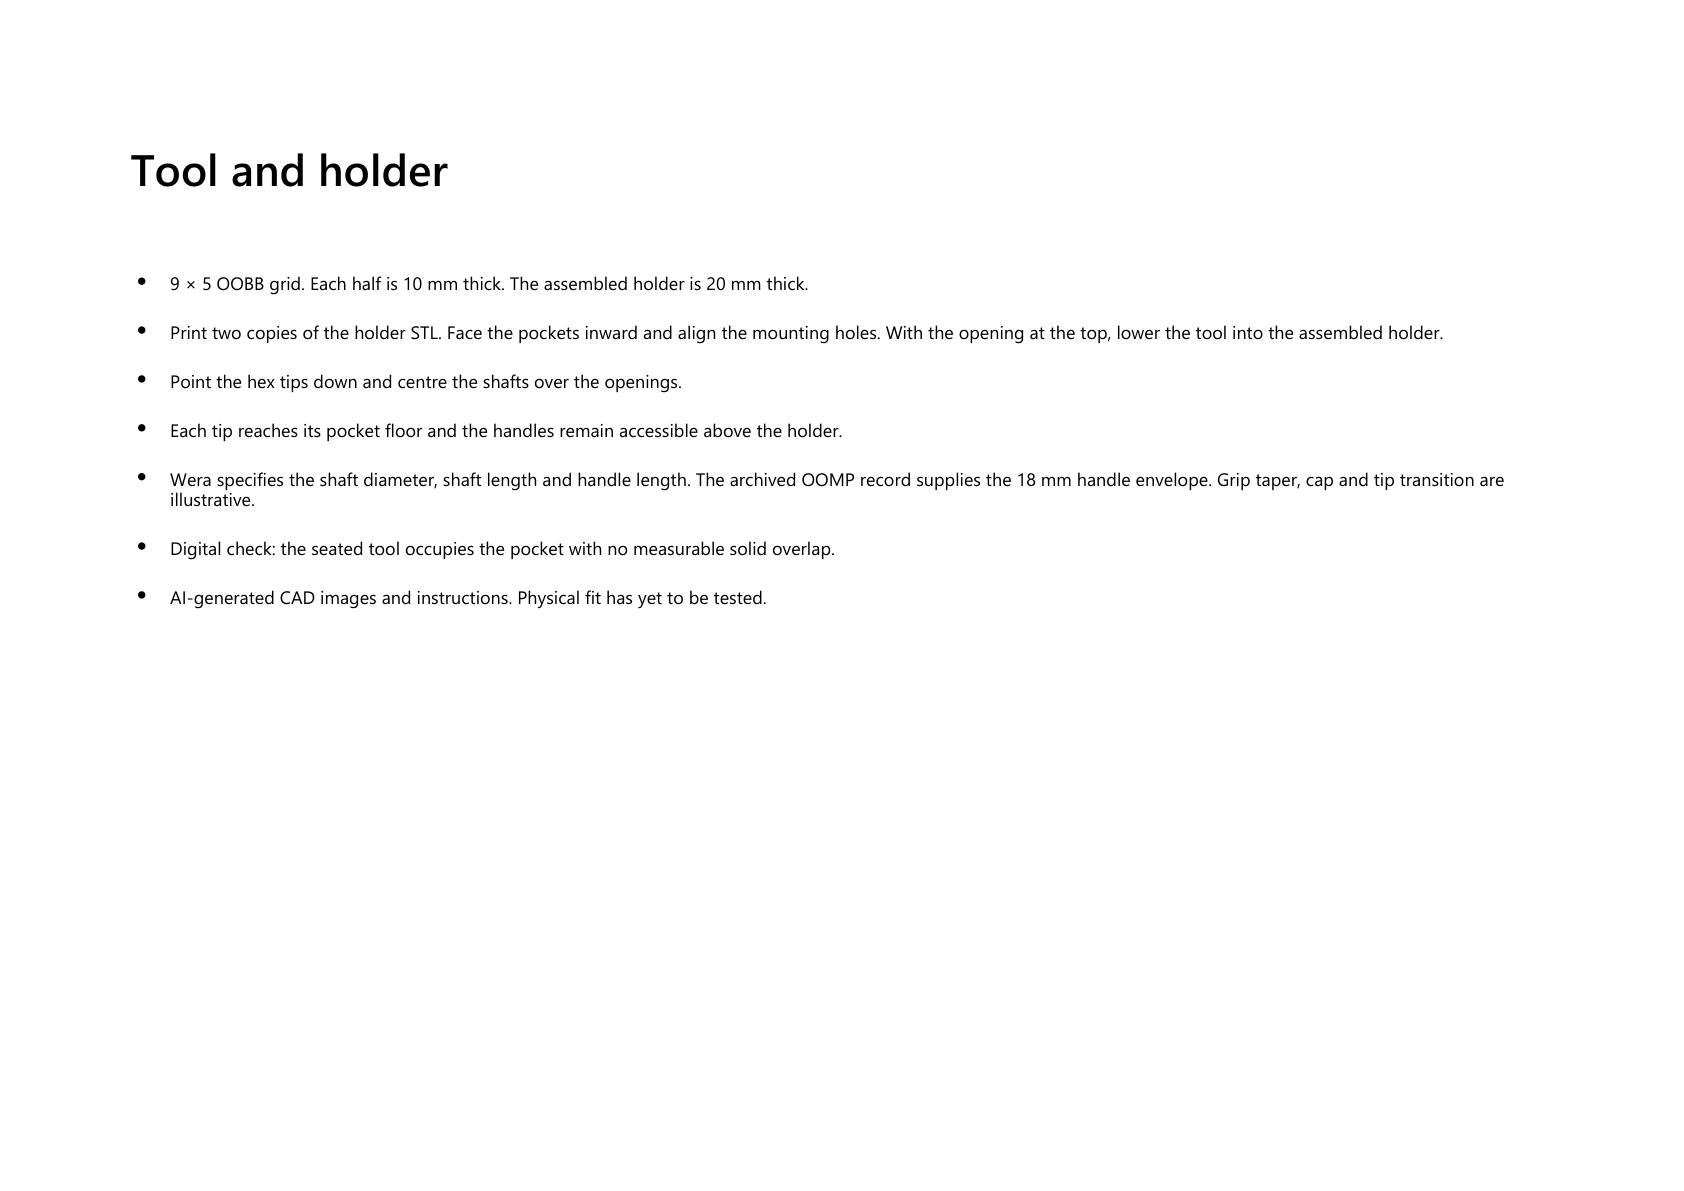 Tool and holder
• 9 × 5 OOBB grid. Each half is 10 mm thick. The assembled holder is 20 mm thick.
• Print two copies of the holder STL. Face the pockets inward and align the mounting holes. With the opening at the top, lower the tool into the assembled holder.
• Point the hex tips down and centre the shafts over the openings.
• Each tip reaches its pocket floor and the handles remain accessible above the holder.
• Wera specifies the shaft diameter, shaft length and handle length. The archived OOMP record supplies the 18 mm handle envelope. Grip taper, cap and tip transition are
illustrative.
• Digital check: the seated tool occupies the pocket with no measurable solid overlap.
• AI-generated CAD images and instructions. Physical fit has yet to be tested.